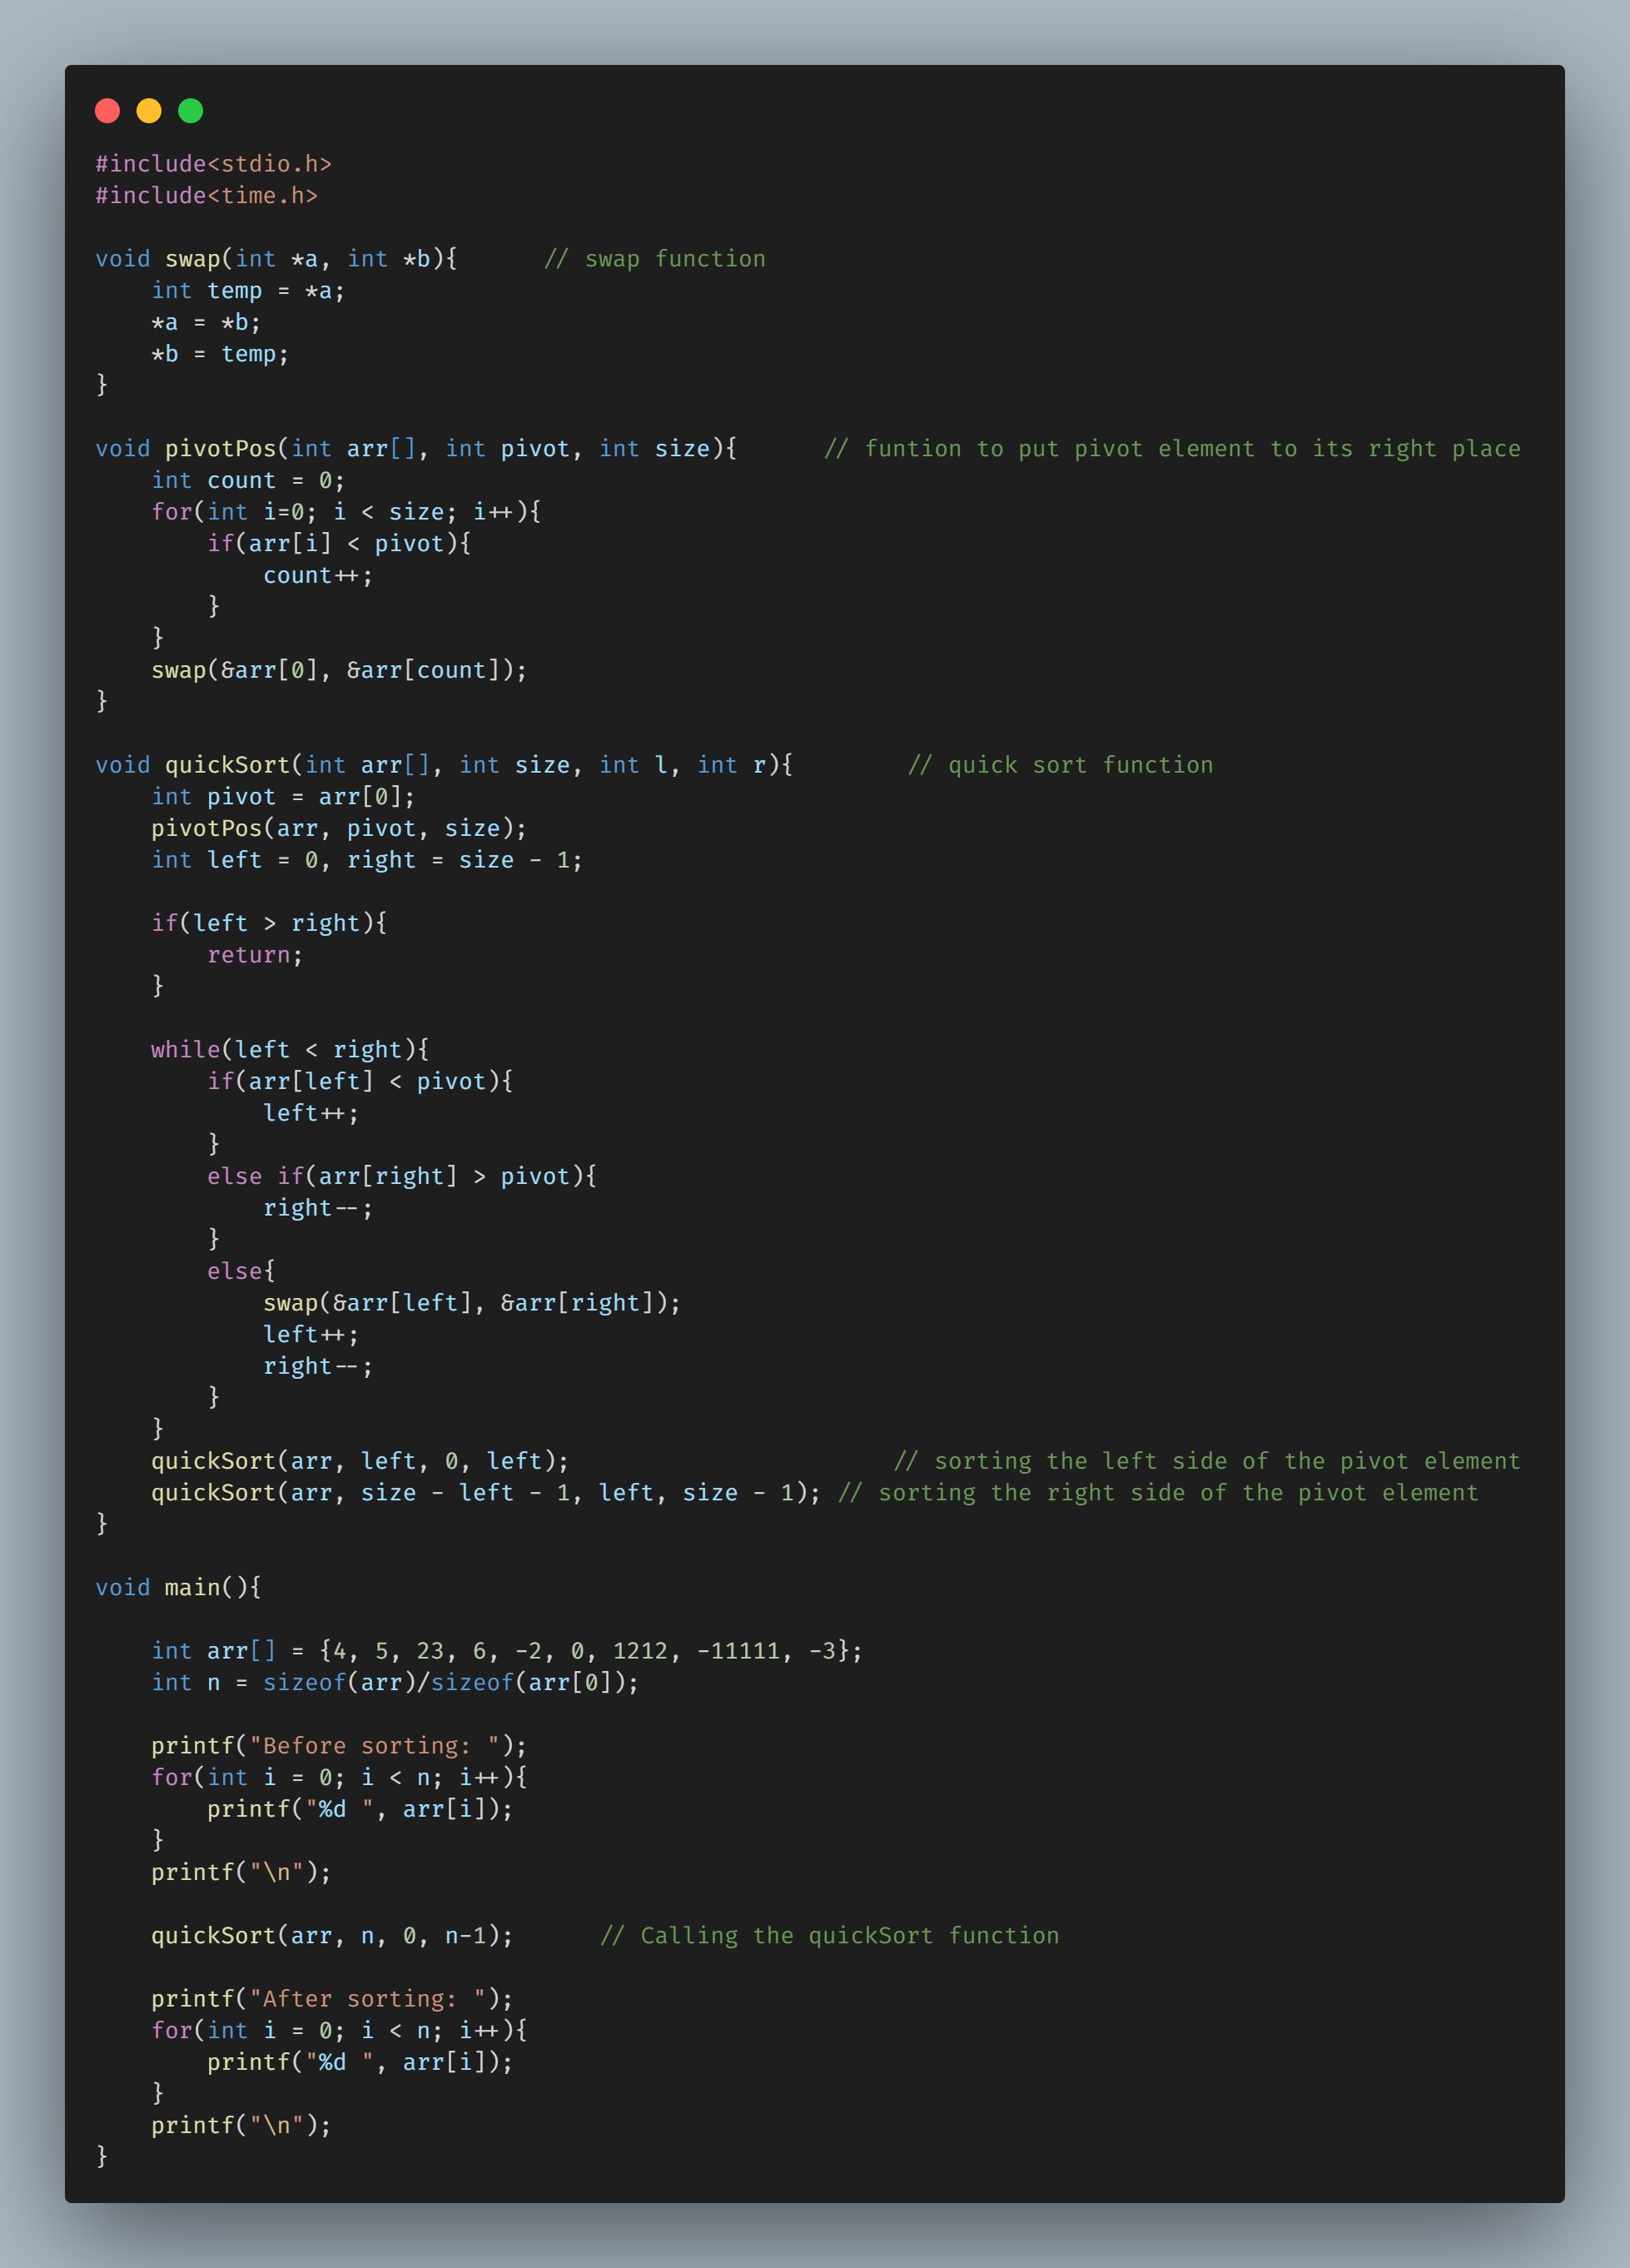 #include<stdio.h>
#include<time.h>

void swap(int *a, int *b){      // swap function
    int temp = *a;
    *a = *b;
    *b = temp;
}

void pivotPos(int arr[], int pivot, int size){      // funtion to put pivot element to its right place
    int count = 0;
    for(int i=0; i < size; i++){
        if(arr[i] < pivot){
            count++;
        }
    }
    swap(&arr[0], &arr[count]);
}

void quickSort(int arr[], int size, int l, int r){        // quick sort function
    int pivot = arr[0];
    pivotPos(arr, pivot, size);
    int left = 0, right = size - 1;

    if(left > right){
        return;
    }

    while(left < right){
        if(arr[left] < pivot){
            left++;
        }
        else if(arr[right] > pivot){
            right--;
        }
        else{
            swap(&arr[left], &arr[right]);
            left++;
            right--;
        }
    }
    quickSort(arr, left, 0, left);                       // sorting the left side of the pivot element
    quickSort(arr, size - left - 1, left, size - 1); // sorting the right side of the pivot element
}

void main(){

    int arr[] = {4, 5, 23, 6, -2, 0, 1212, -11111, -3};
    int n = sizeof(arr)/sizeof(arr[0]);

    printf("Before sorting: ");
    for(int i = 0; i < n; i++){
        printf("%d ", arr[i]);
    }
    printf("\n");

    quickSort(arr, n, 0, n-1);      // Calling the quickSort function

    printf("After sorting: ");
    for(int i = 0; i < n; i++){
        printf("%d ", arr[i]);
    }
    printf("\n");
}